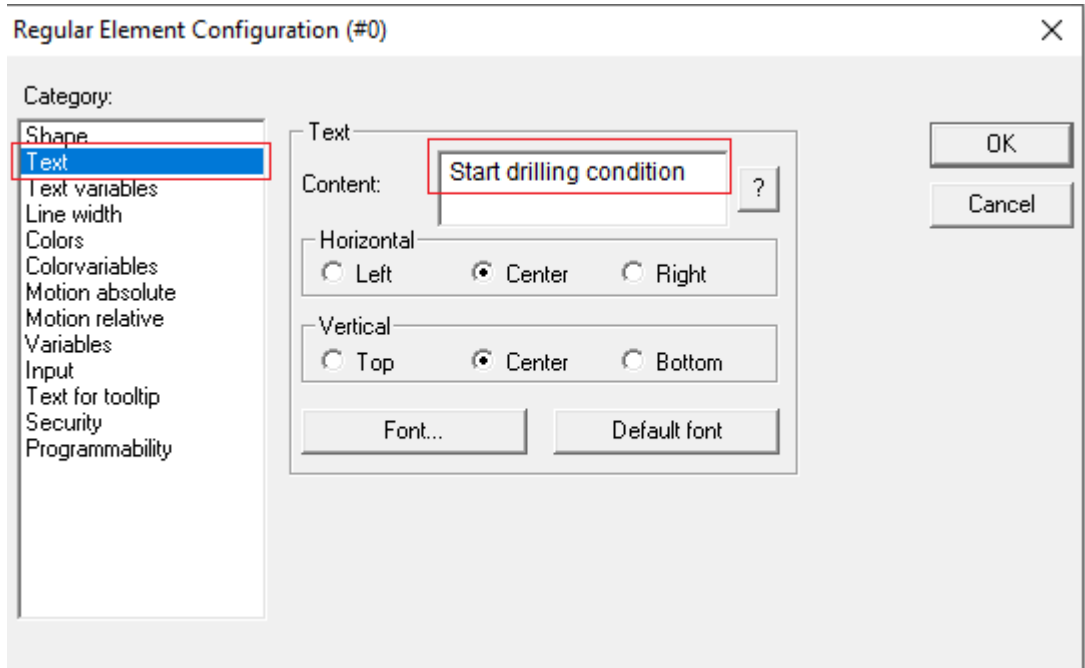 Regular Element Configuration (#0)
Category:
Shape
Text
Text variables
Line width
Colors
Colorvariables
Motion absolute
Motion relative
Variables
Input
Text for tooltip
Security
Programmability
Text
Content:
Start drilling condition
?
Horizontal
Left Center Right
Vertical
Top Center Bottom
Font... Default font
OK
Cancel